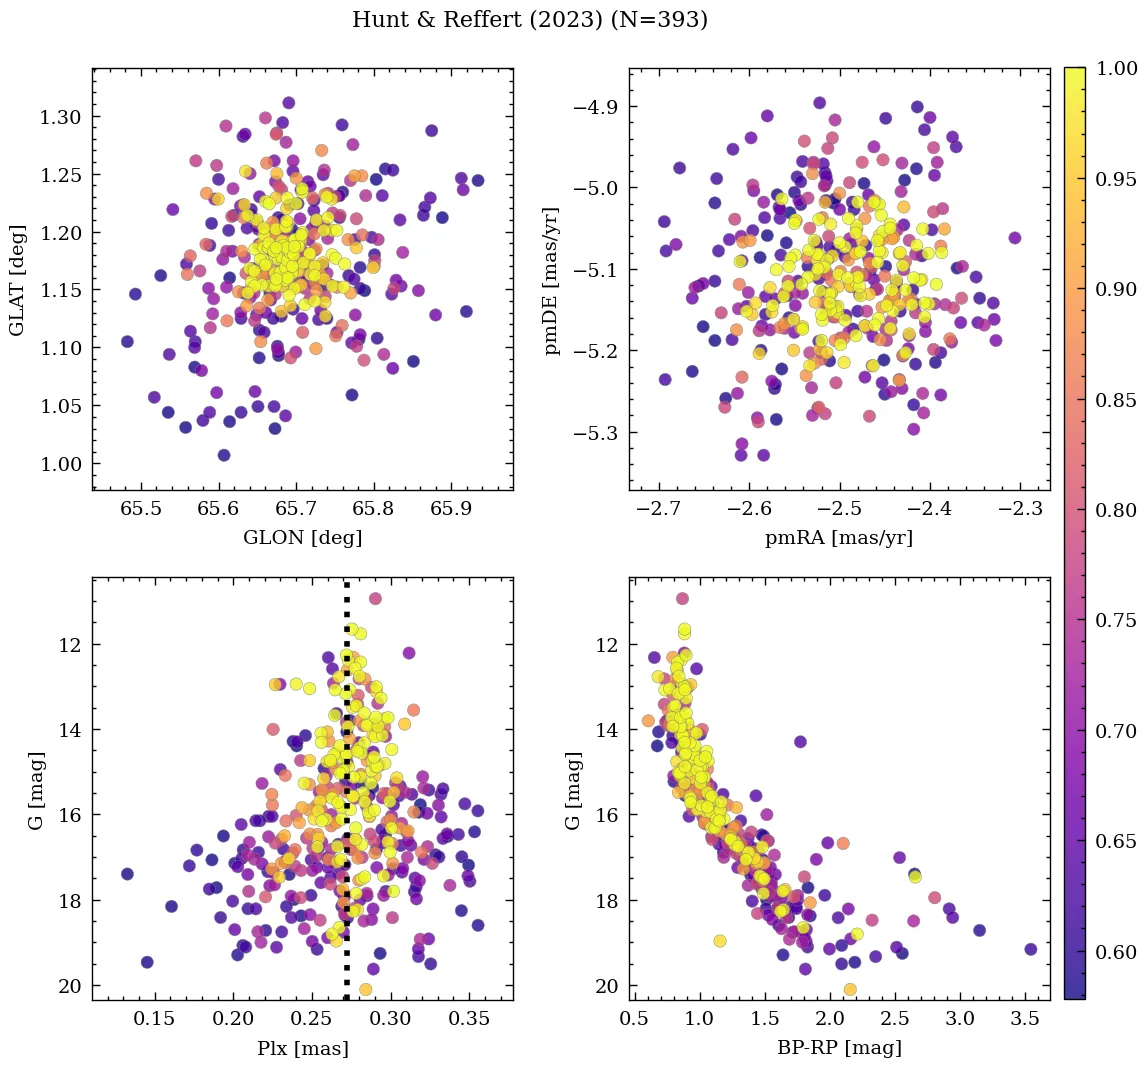 Hunt & Reffert (2023) (N=393)
1.30
1.25
1.20
1.15
1.10
1.05
1.00
GLAT [deg]
65.5 65.6 65.7 65.8 65.9
GLON [deg]
−4.9
−5.0
−5.1
−5.2
−5.3
pmDE [mas/yr]
−2.7 −2.6 −2.5 −2.4 −2.3
pmRA [mas/yr]
12
14
16
18
20
G [mag]
0.15 0.20 0.25 0.30 0.35
Plx [mas]
12
14
16
18
20
G [mag]
0.5 1.0 1.5 2.0 2.5 3.0 3.5
BP-RP [mag]
1.00
0.95
0.90
0.85
0.80
0.75
0.70
0.65
0.60